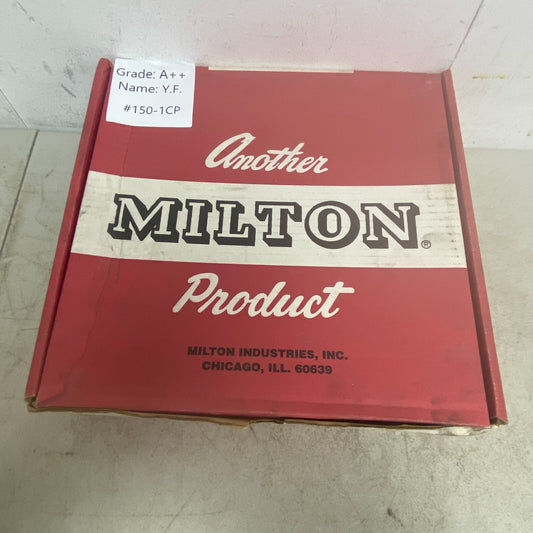 Grade: A++
Name: Y.F.
#150-1CP
Another
MILTON®
Product
MILTON INDUSTRIES, INC.
CHICAGO, ILL. 60639